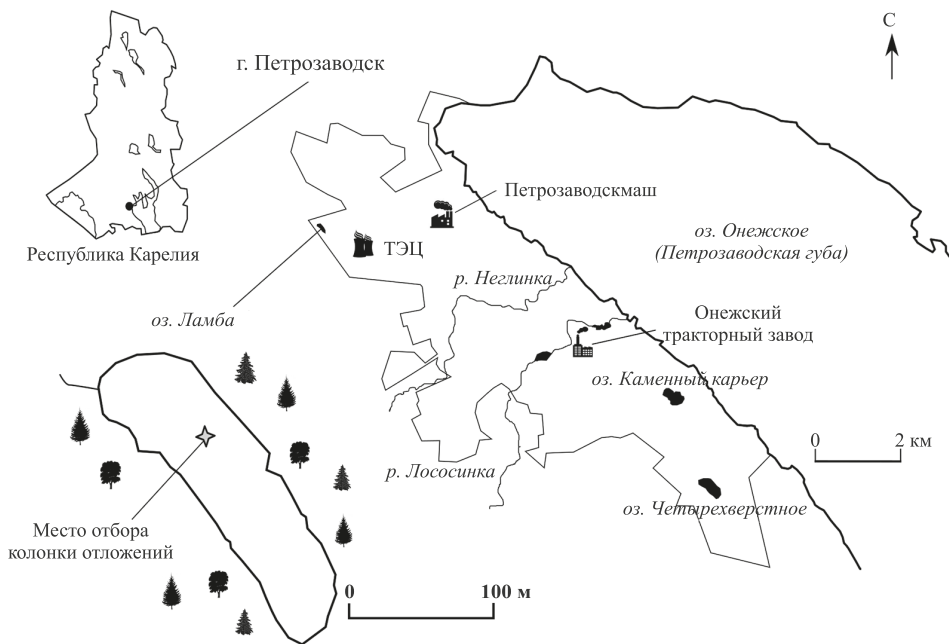 С
г. Петрозаводск
Петрозаводскмаш
оз. Онежское
(Петрозаводская губа)
ТЭЦ
Республика Карелия
р. Неглинка
оз. Ламба
Онежский
тракторный завод
оз. Каменный карьер
0 2 км
р. Лососинка
оз. Четырехверстное
Место отбора
колонки отложений
0 100 м